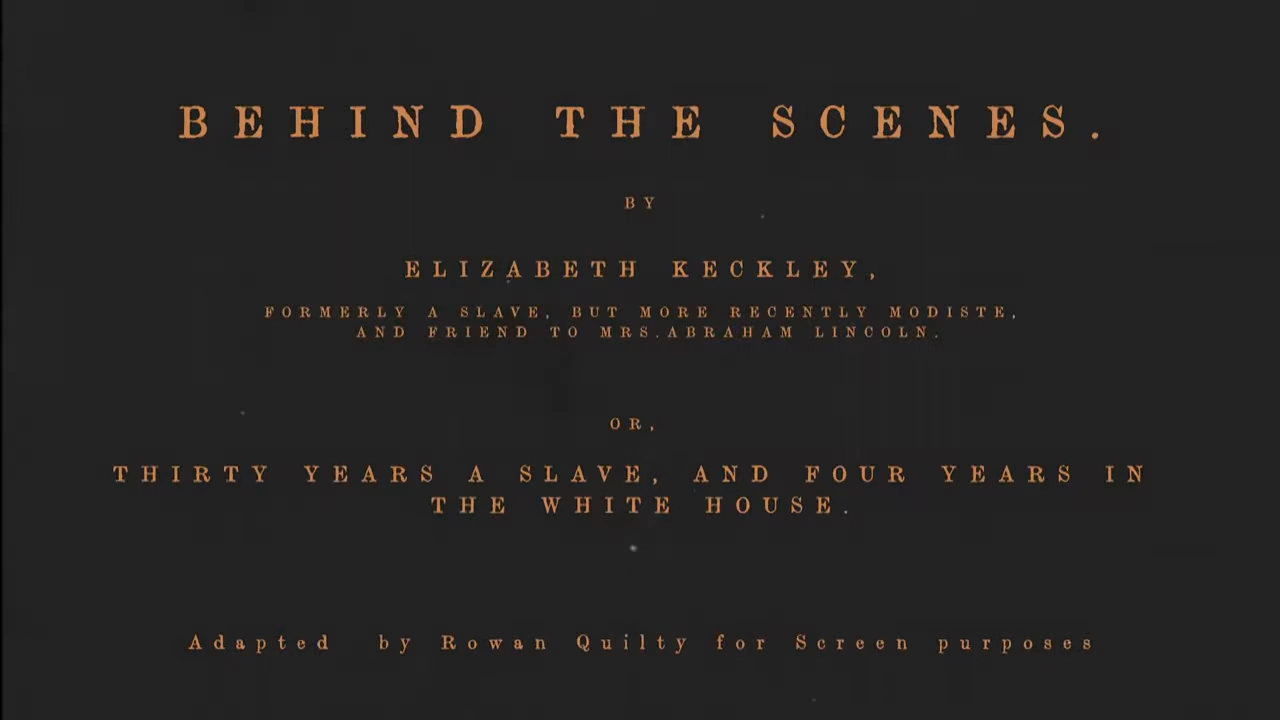 BEHIND THE SCENES.
BY
ELIZABETH KECKLEY,
FORMERLY A SLAVE, BUT MORE RECENTLY MODISTE,
AND FRIEND TO MRS.ABRAHAM LINCOLN.
OR,
THIRTY YEARS A SLAVE, AND FOUR YEARS IN
THE WHITE HOUSE.
Adapted by Rowan Quilty for Screen purposes